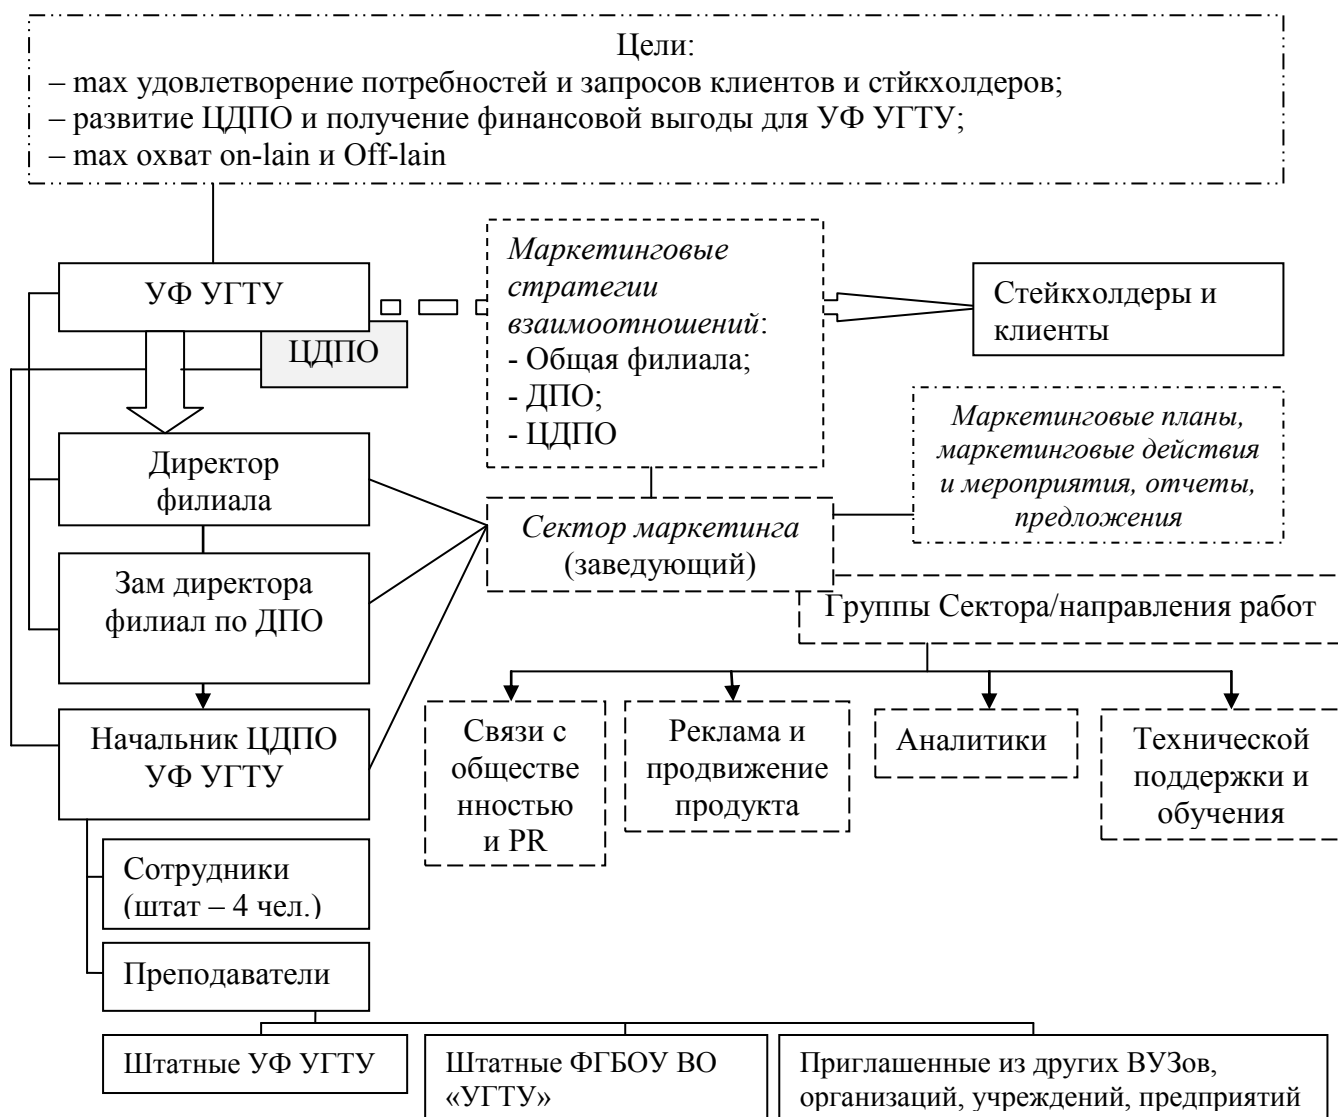 Цели:
– max удовлетворение потребностей и запросов клиентов и стйкхолдеров;
– развитие ЦДПО и получение финансовой выгоды для УФ УГТУ;
– max охват on-lain и Off-lain
УФ УГТУ
ЦДПО
Маркетинговые
стратегии
взаимоотношений:
- Общая филиала;
- ДПО;
- ЦДПО
Стейкхолдеры и
клиенты
Маркетинговые планы,
маркетинговые действия
и мероприятия, отчеты,
предложения
Директор
филиала
Сектор маркетинга
(заведующий)
Зам директора
филиал по ДПО
Группы Сектора/направления работ
Начальник ЦДПО
УФ УГТУ
Связи с
обществе
нностью
и PR
Реклама и
продвижение
продукта
Аналитики
Технической
поддержки и
обучения
Сотрудники
(штат – 4 чел.)
Преподаватели
Штатные УФ УГТУ
Штатные ФГБОУ ВО
«УГТУ»
Приглашенные из других ВУЗов,
организаций, учреждений, предприятий